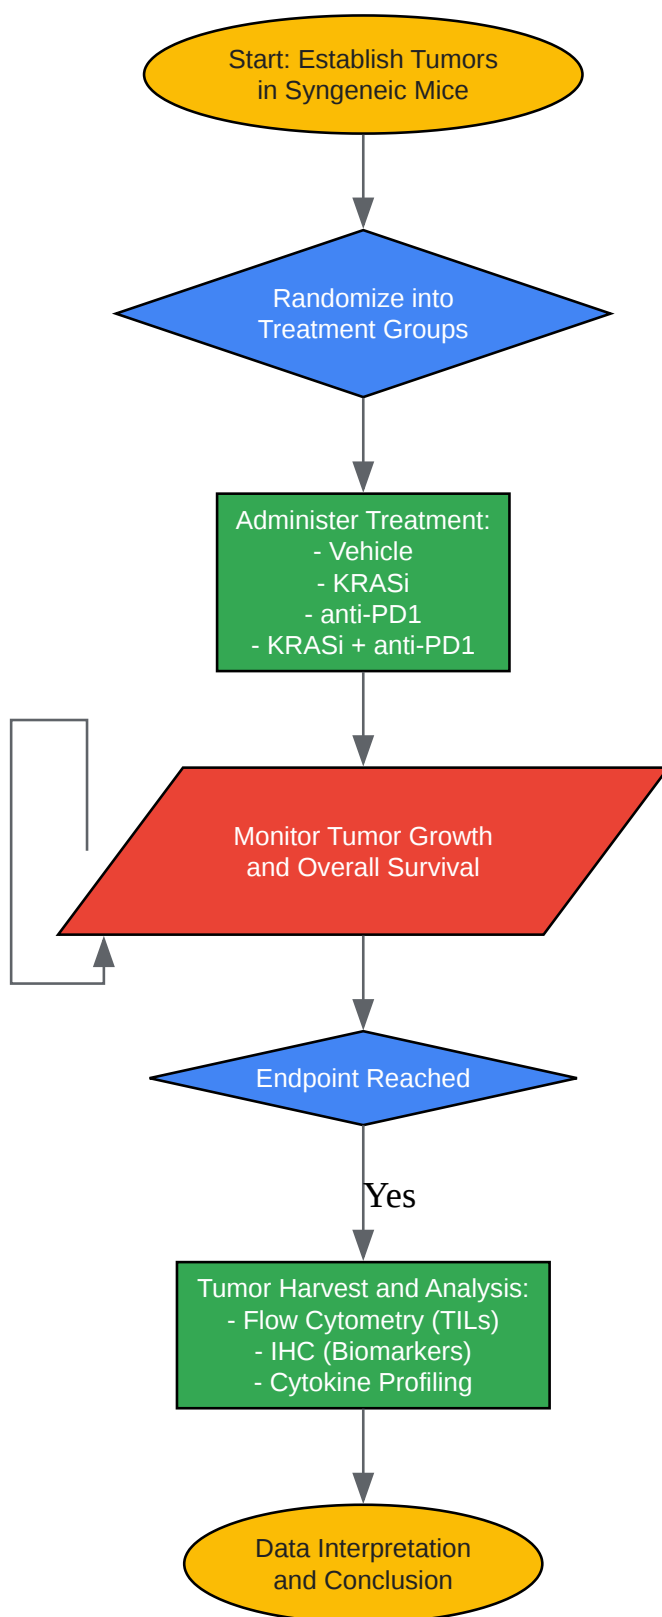 Start: Establish Tumors
in Syngeneic Mice
Randomize into
Treatment Groups
Administer Treatment:
- Vehicle
- KRASi
- anti-PD1
- KRASi + anti-PD1
Monitor Tumor Growth
and Overall Survival
Endpoint Reached
Yes
Tumor Harvest and Analysis:
- Flow Cytometry (TILs)
- IHC (Biomarkers)
- Cytokine Profiling
Data Interpretation
and Conclusion